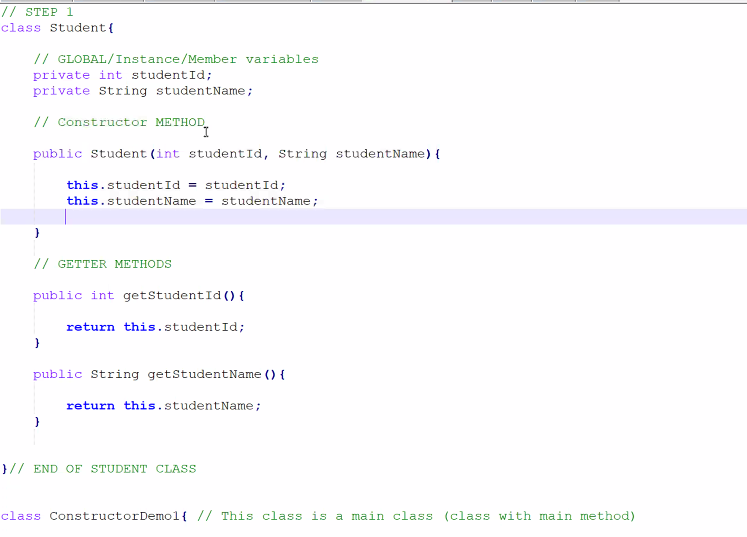 // STEP 1
class Student{
// GLOBAL/Instance/Member variables
private int studentId;
private String studentName;
// Constructor METHOD
public Student(int studentId, String studentName){
this.studentId = studentId;
this.studentName = studentName;
}
// GETTER METHODS
public int getStudentId(){
return this.studentId;
}
public String getStudentName(){
return this.studentName;
}
}// END OF STUDENT CLASS
class ConstructorDemo1{ // This class is a main class (class with main method)